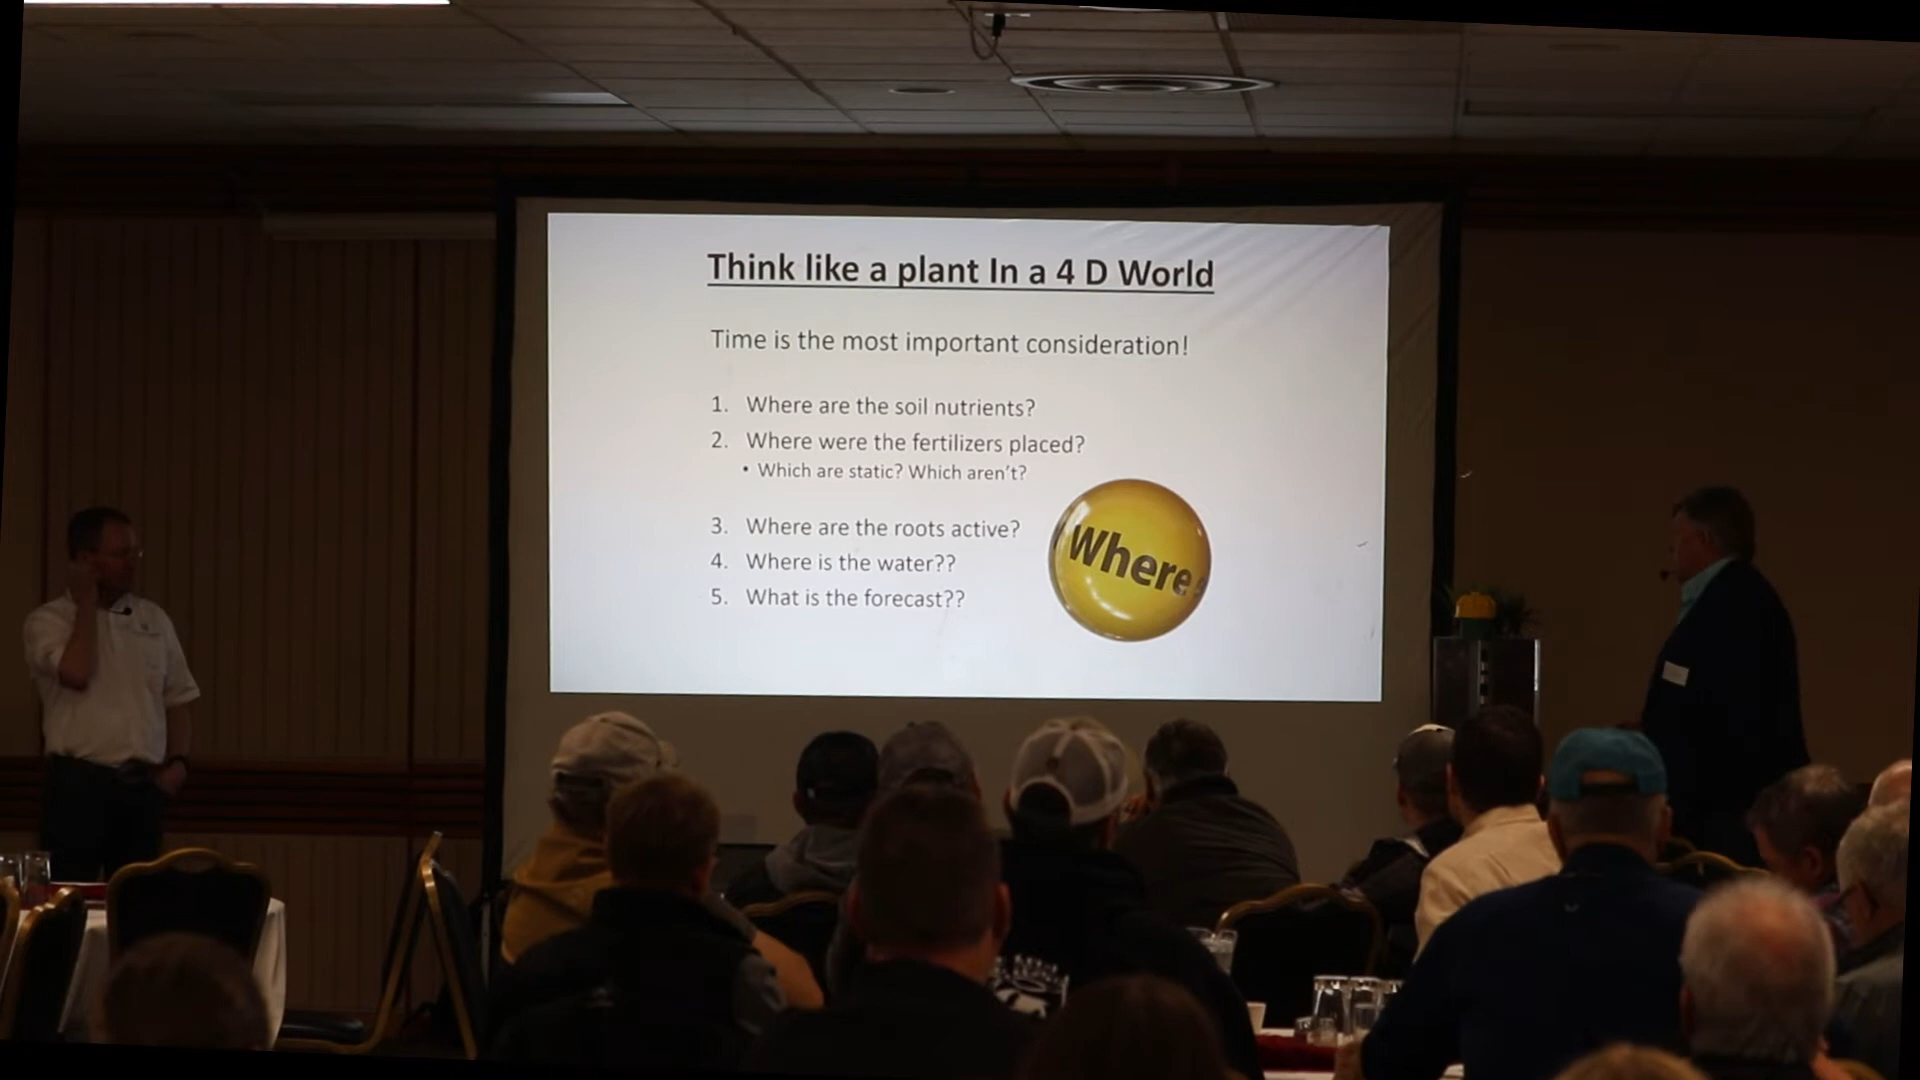 Think like a plant In a 4 D World
Time is the most important consideration!
1. Where are the soil nutrients?
2. Where were the fertilizers placed?
• Which are static? Which aren't?
3. Where are the roots active?
4. Where is the water??
5. What is the forecast??
Where